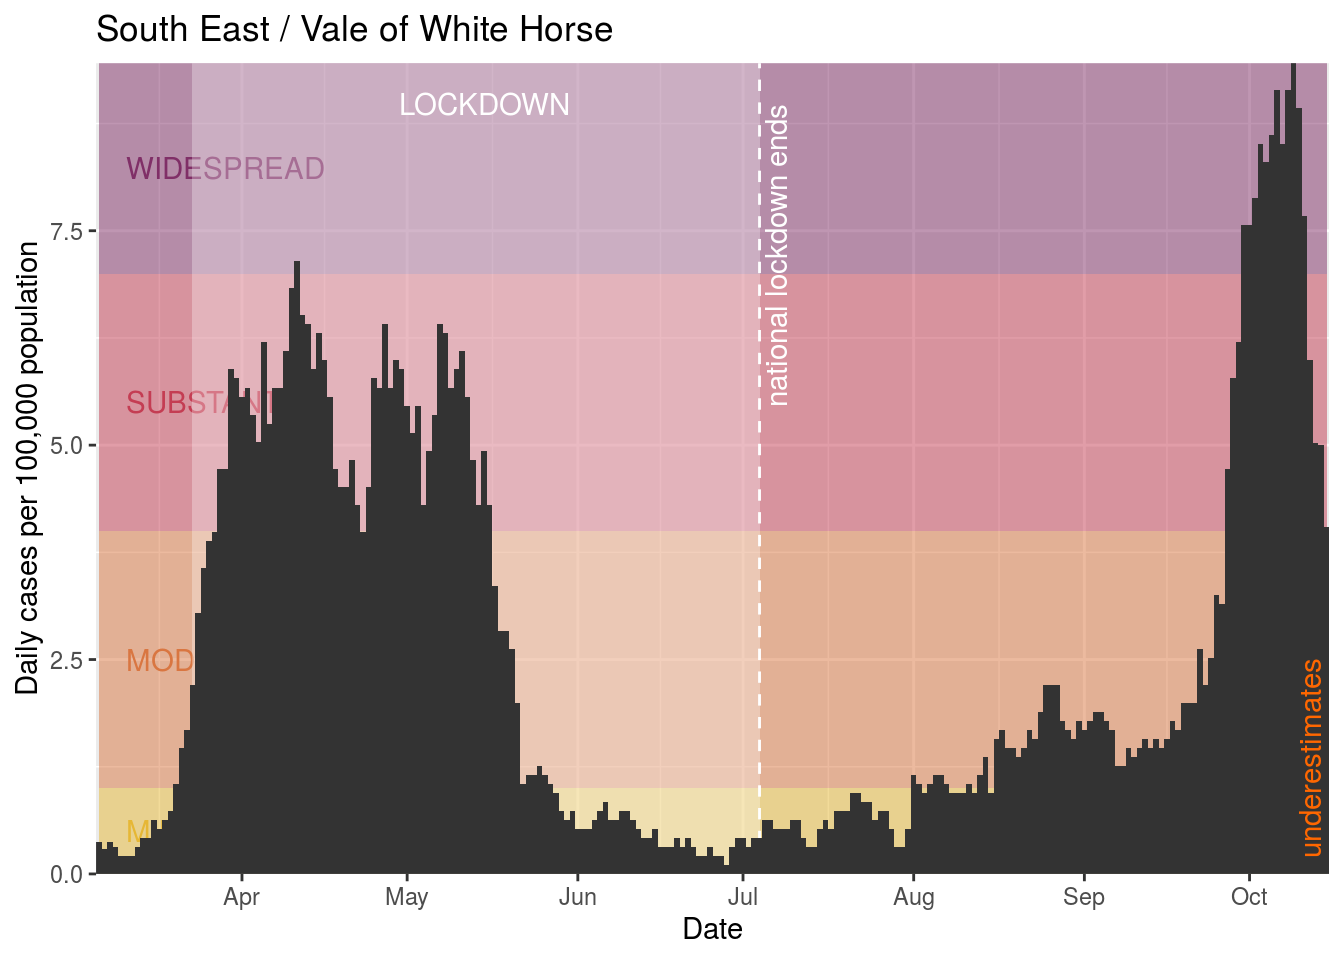 South East / Vale of White Horse
LOCKDOWN
WIDESPREAD
national lockdown ends
7.5
SUBSTANT
5.0
MOD
2.5
underestimates
M
0.0
Daily cases per 100,000 population
Apr May Jun Jul Aug Sep Oct
Date